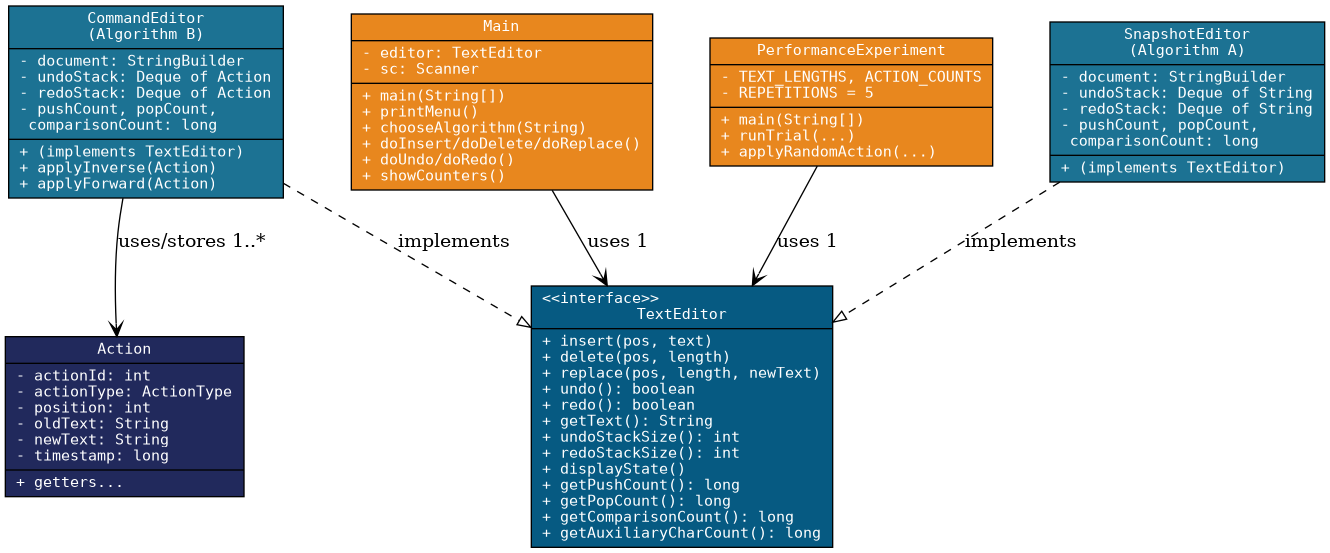 CommandEditor
(Algorithm B)
- document: StringBuilder
- undoStack: Deque of Action
- redoStack: Deque of Action
- pushCount, popCount,
comparisonCount: long
+ (implements TextEditor)
+ applyInverse(Action)
+ applyForward(Action)
Main
- editor: TextEditor
- sc: Scanner
+ main(String[])
+ printMenu()
+ chooseAlgorithm(String)
+ doInsert/doDelete/doReplace()
+ doUndo/doRedo()
+ showCounters()
PerformanceExperiment
- TEXT_LENGTHS, ACTION_COUNTS
- REPETITIONS = 5
+ main(String[])
+ runTrial(...)
+ applyRandomAction(...)
SnapshotEditor
(Algorithm A)
- document: StringBuilder
- undoStack: Deque of String
- redoStack: Deque of String
- pushCount, popCount,
comparisonCount: long
+ (implements TextEditor)
uses/stores 1..*
implements
uses 1
uses 1
implements
Action
- actionId: int
- actionType: ActionType
- position: int
- oldText: String
- newText: String
- timestamp: long
+ getters...
<<interface>>
TextEditor
+ insert(pos, text)
+ delete(pos, length)
+ replace(pos, length, newText)
+ undo(): boolean
+ redo(): boolean
+ getText(): String
+ undoStackSize(): int
+ redoStackSize(): int
+ displayState()
+ getPushCount(): long
+ getPopCount(): long
+ getComparisonCount(): long
+ getAuxiliaryCharCount(): long